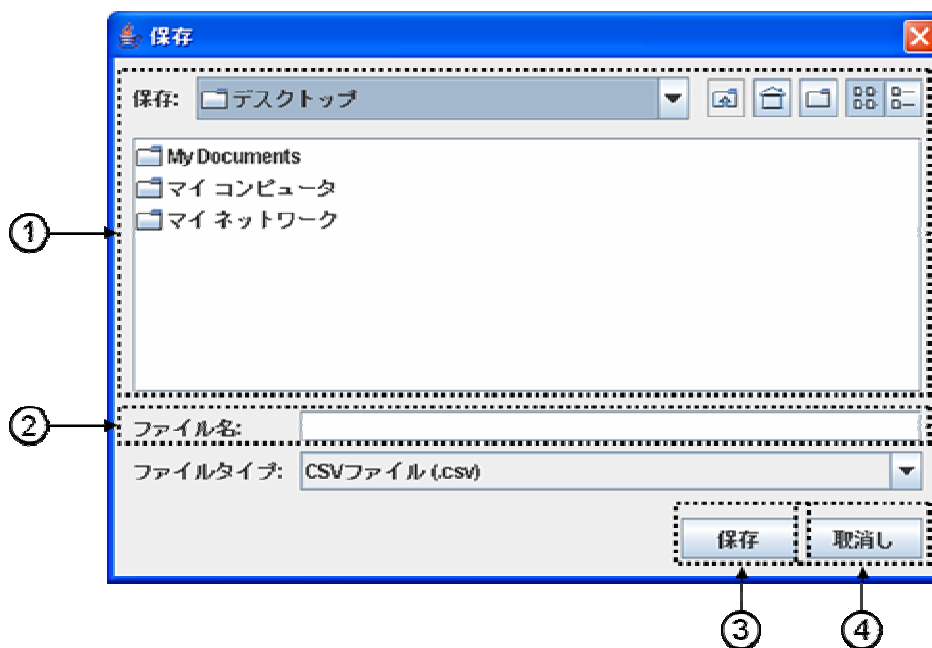 保存
保存: デスクトップ
My Documents
マイ コンピュータ
マイ ネットワーク
①
②
ファイル名:
ファイルタイプ: CSVファイル (.csv)
保存 取消し
③ ④